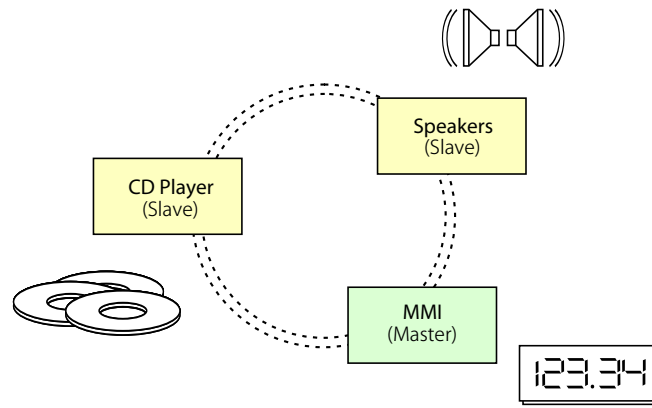 Speakers
(Slave)
CD Player
(Slave)
MMI
(Master)
123.34